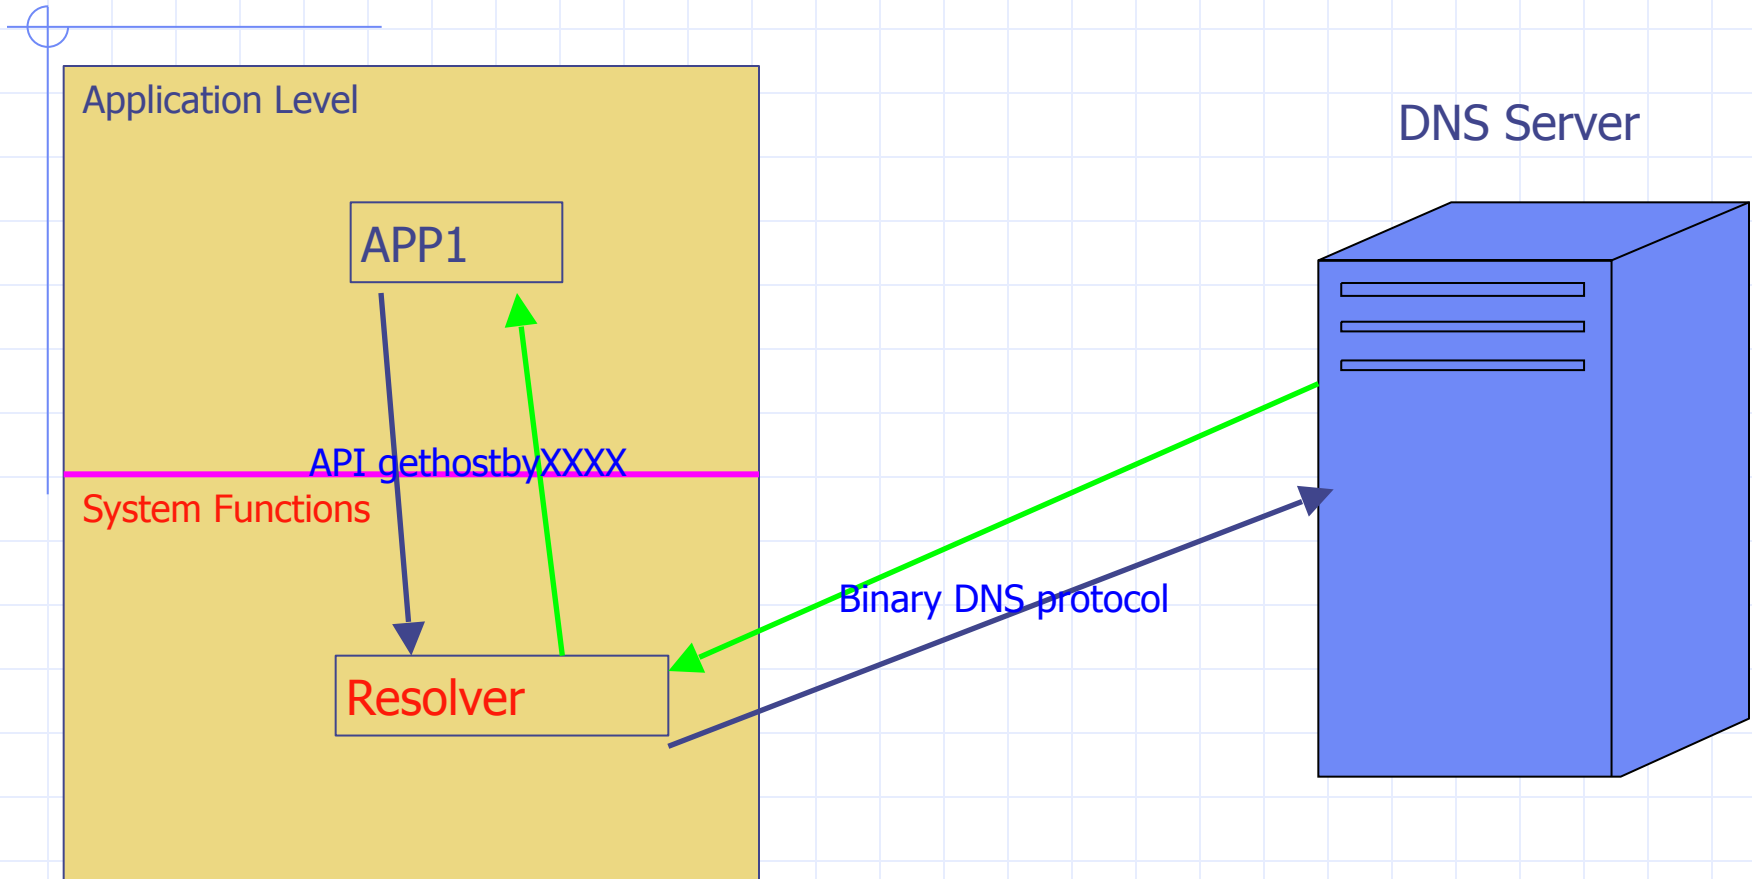 Application Level
DNS Server
APP1
API gethostbyXXXX
System Functions
Binary DNS protocol
Resolver